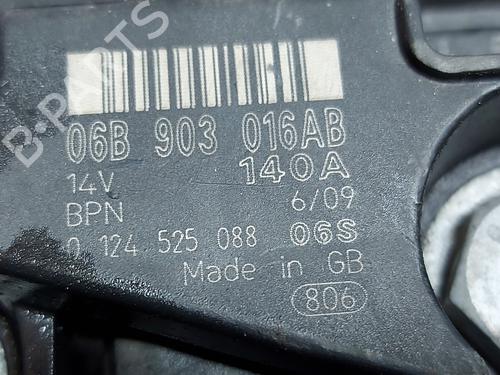 B-PARTS
06B 903 016AB
14V 140A
BPN 6/09
0 124 525 088 06S
Made in GB
806